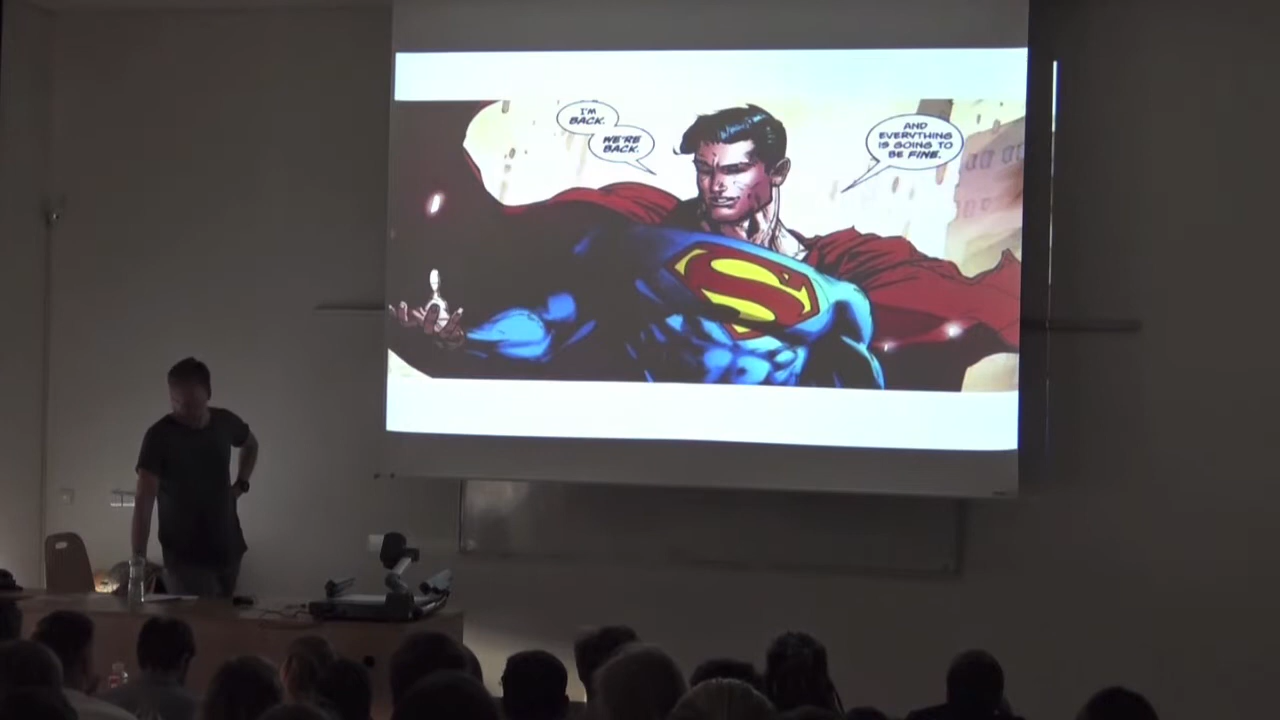 I'M
BACK.
WE'RE
BACK.
AND
EVERYTHING
IS GOING TO
BE FINE.
S